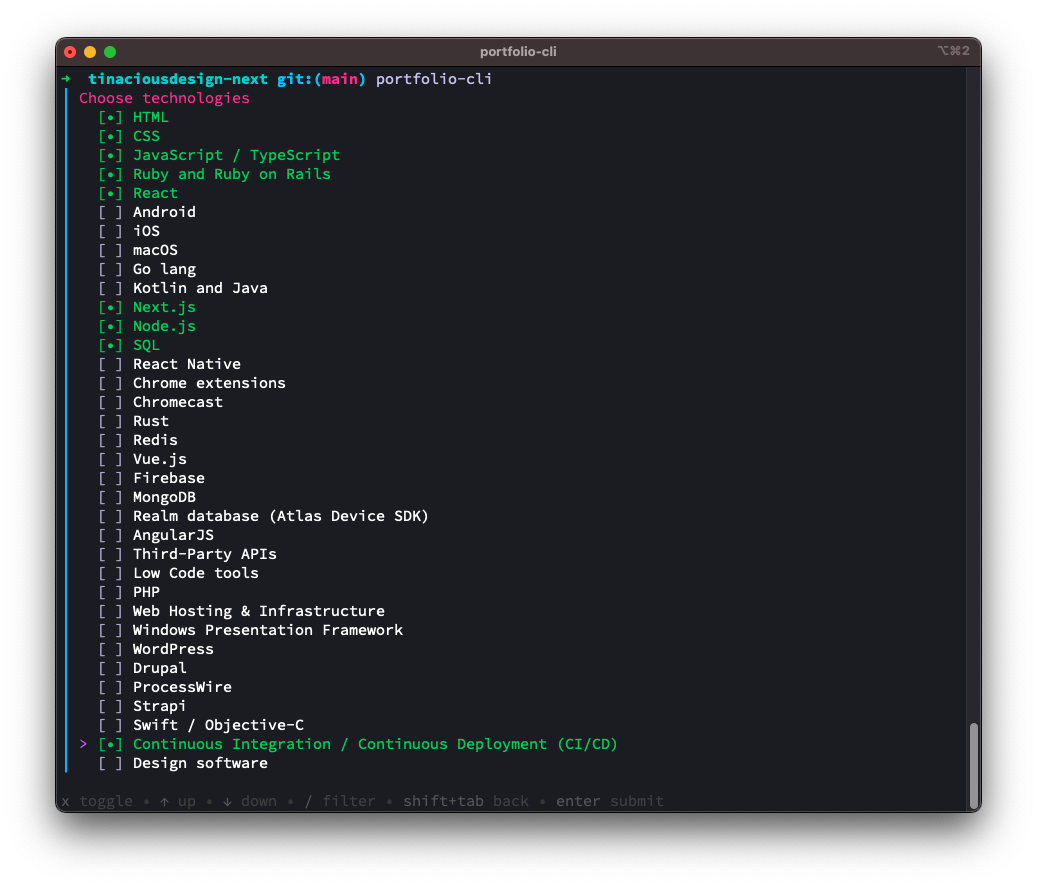 portfolio-cli
⌥⌘2
→ tinaciousdesign-next git:(main) portfolio-cli
Choose technologies
[•] HTML
[•] CSS
[•] JavaScript / TypeScript
[•] Ruby and Ruby on Rails
[•] React
[ ] Android
[ ] iOS
[ ] macOS
[ ] Go lang
[ ] Kotlin and Java
[•] Next.js
[•] Node.js
[•] SQL
[ ] React Native
[ ] Chrome extensions
[ ] Chromecast
[ ] Rust
[ ] Redis
[ ] Vue.js
[ ] Firebase
[ ] MongoDB
[ ] Realm database (Atlas Device SDK)
[ ] AngularJS
[ ] Third-Party APIs
[ ] Low Code tools
[ ] PHP
[ ] Web Hosting & Infrastructure
[ ] Windows Presentation Framework
[ ] WordPress
[ ] Drupal
[ ] ProcessWire
[ ] Strapi
[ ] Swift / Objective-C
> [•] Continuous Integration / Continuous Deployment (CI/CD)
[ ] Design software
x toggle • ↑ up • ↓ down • / filter • shift+tab back • enter submit